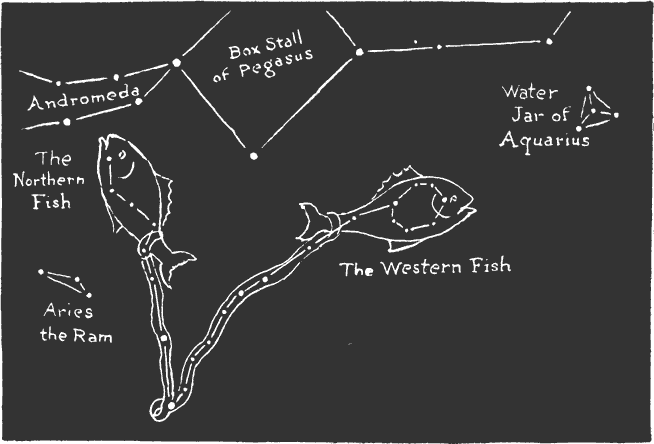 Box Stall
of Pegasus
Andromeda
Water
Jar of
Aquarius
The
Northern
Fish
The Western Fish
Aries
the Ram